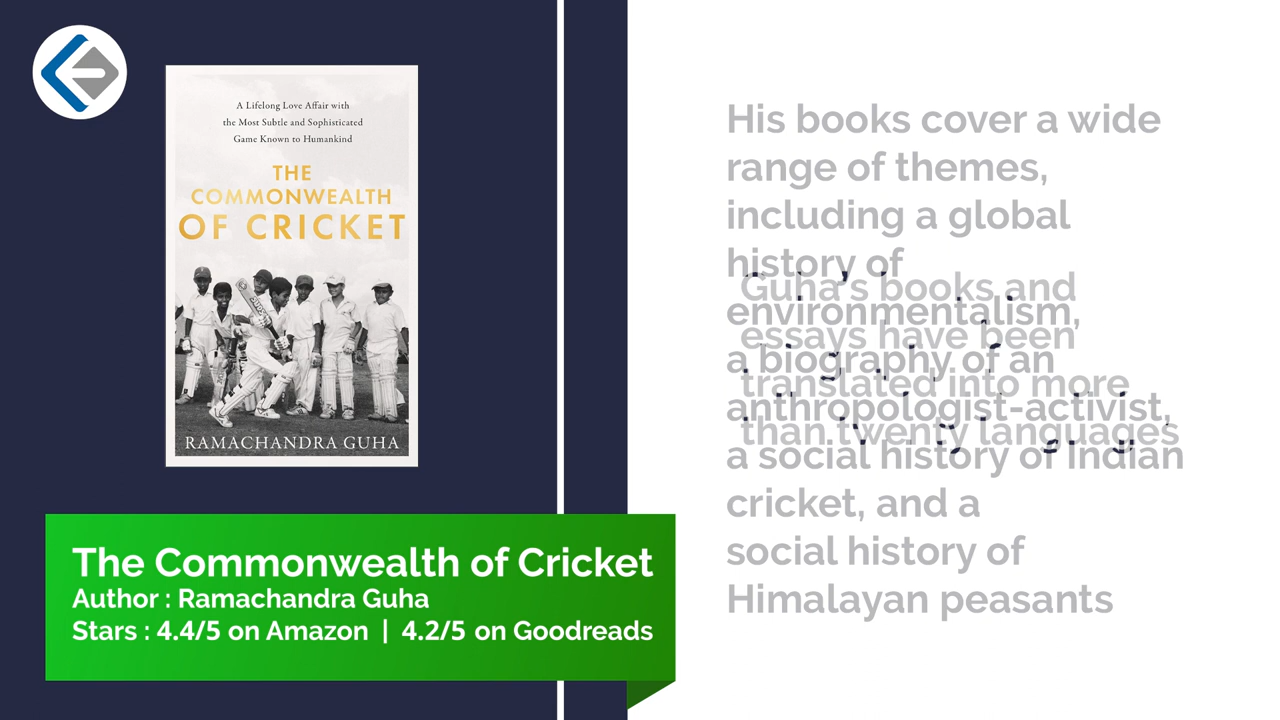 A Lifelong Love Affair with
the Most Subtle and Sophisticated
Game Known to Humankind
THE
COMMONWEALTH
OF CRICKET
RAMACHANDRA GUHA
The Commonwealth of Cricket
Author : Ramachandra Guha
Stars : 4.4/5 on Amazon | 4.2/5 on Goodreads
His books cover a wide
range of themes,
including a global
history of
environmentalism,
a biography of an
anthropologist-activist,
a social history of Indian
cricket, and a
social history of
Himalayan peasants
Guha's books and
essays have been
translated into more
than twenty languages